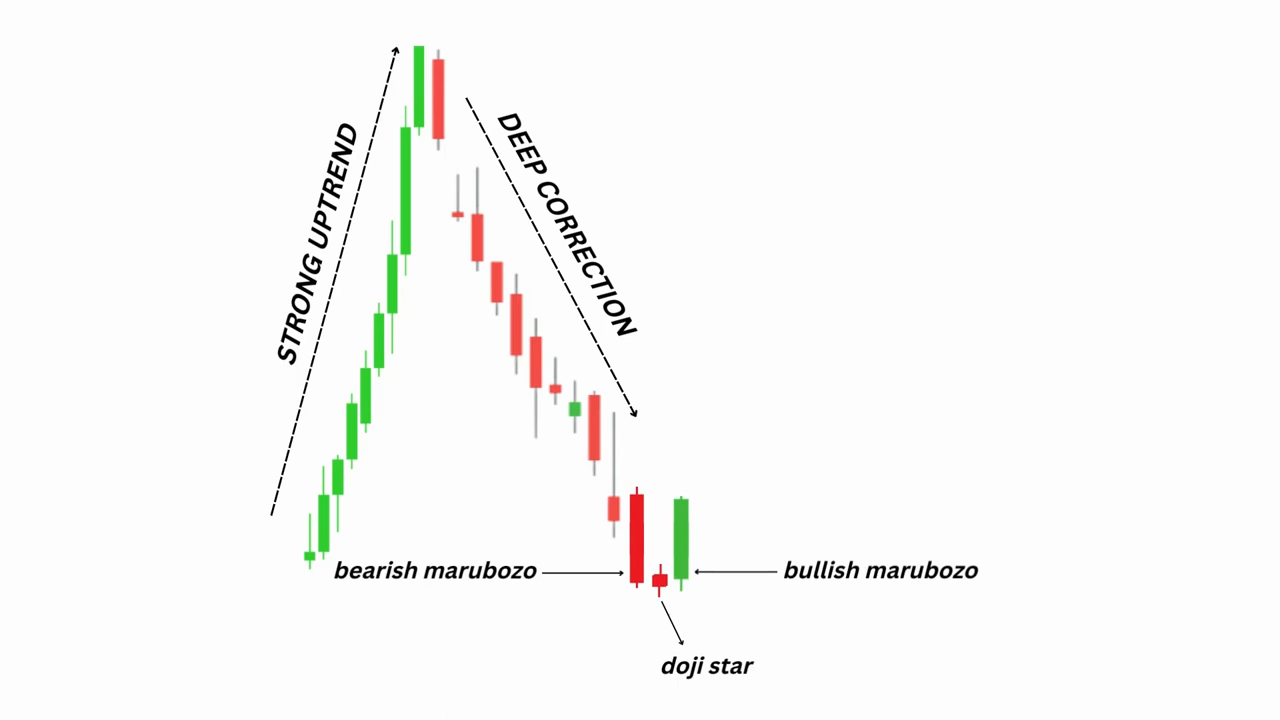 STRONG UPTREND
DEEP CORRECTION
bearish marubozo
bullish marubozo
doji star